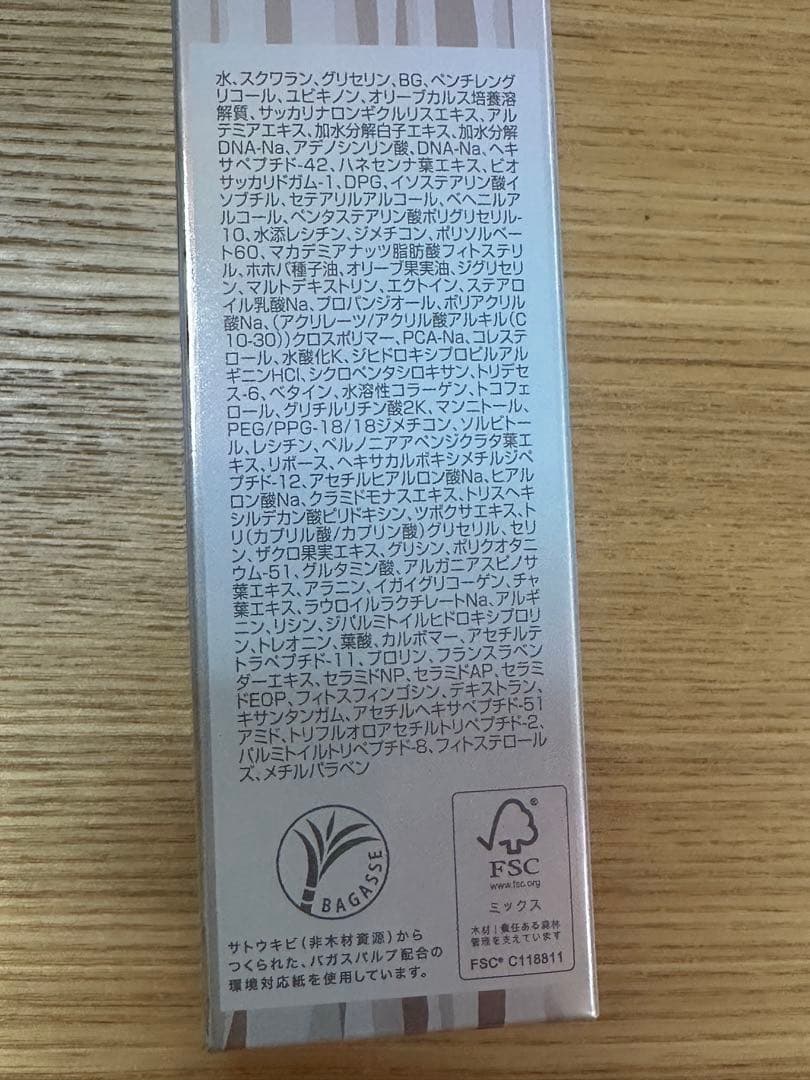 水、スクワラン、グリセリン、BG、ペンチレング
リコール、ユビキノン、オリーブカルス培養溶
解質、サッカリナロンギクルリスエキス、アル
テミアエキス、加水分解白子エキス、加水分解
DNA-Na、アデノシンリン酸、DNA-Na、ヘキ
サペプチド-42、ハネセンナ葉エキス、ビオ
サッカリドガム-1、DPG、イソステアリン酸イ
ソブチル、セテアリルアルコール、ベヘニルア
ルコール、ペンタステアリン酸ポリグリセリル-
10、水添レシチン、ジメチコン、ポリソルベー
ト60、マカデミアナッツ脂肪酸フィトステリ
ル、ホホバ種子油、オリーブ果実油、ジグリセリ
ン、マルトデキストリン、エクトイン、ステアロ
イル乳酸Na、プロパンジオール、ポリアクリル
酸Na、(アクリレーツ/アクリル酸アルキル(C
10-30))クロスポリマー、PCA-Na、コレステ
ロール、水酸化K、ジヒドロキシプロピルアル
ギニンHCl、シクロペンタシロキサン、トリデセ
ス-6、ベタイン、水溶性コラーゲン、トコフェ
ロール、グリチルリチン酸2K、マンニトール、
PEG/PPG-18/18ジメチコン、ソルビトー
ル、レシチン、ベルノニアアペンジクラタ葉エ
キス、リボース、ヘキサカルボキシメチルジペ
プチド-12、アセチルヒアルロン酸Na、ヒアル
ロン酸Na、クラミドモナスエキス、トリスヘキ
シルデカン酸ピリドキシン、ツボクサエキス、ト
リ(カプリル酸/カプリン酸)グリセリル、セリ
ン、ザクロ果実エキス、グリシン、ポリクオタニ
ウム-51、グルタミン酸、アルガニアスピノサ
葉エキス、アラニン、イガイグリコーゲン、チャ
葉エキス、ラウロイルラクチレートNa、アルギ
ニン、リシン、ジパルミトイルヒドロキシプロリ
ン、トレオニン、葉酸、カルボマー、アセチルテ
トラペプチド-11、プロリン、フランスラベン
ダーエキス、セラミドNP、セラミドAP、セラミ
ドEOP、フィトスフィンゴシン、デキストラン、
キサンタンガム、アセチルヘキサペプチド-51
アミド、トリフルオロアセチルトリペプチド-2、
パルミトイルトリペプチド-8、フィトステロール
ズ、メチルパラベン
BAGASSE
サトウキビ(非木材資源)から
つくられた、バガスパルプ配合の
環境対応紙を使用しています。
FSC
www.fsc.org
ミックス
木材|責任ある森林
管理を支えています
FSC® C118811